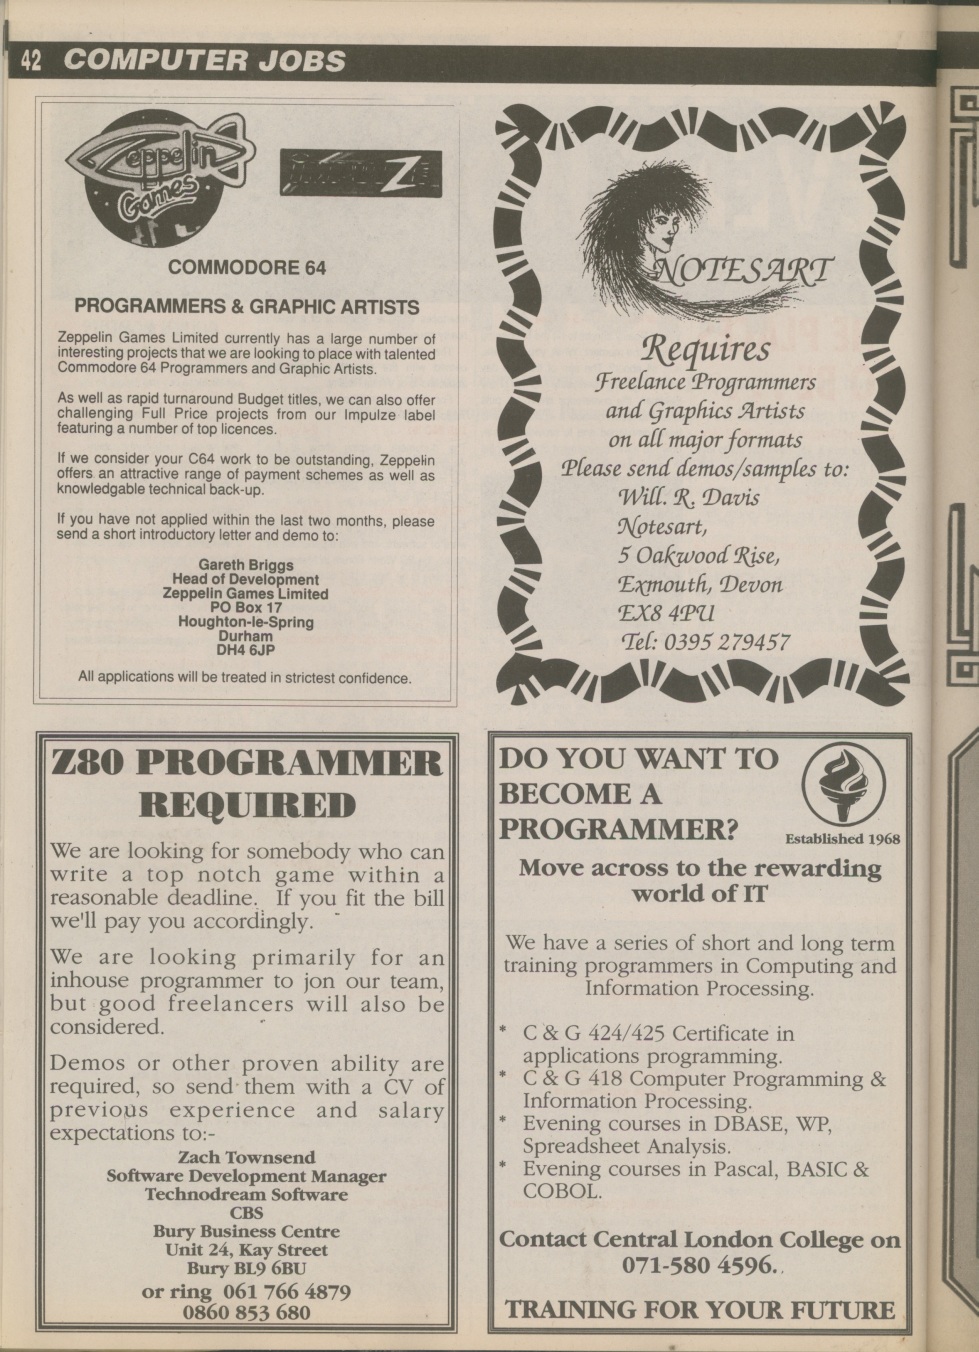 42 COMPUTER JOBS
Zeppelin
Games
COMMODORE 64
PROGRAMMERS & GRAPHIC ARTISTS
Zeppelin Games Limited currently has a large number of
interesting projects that we are looking to place with talented
Commodore 64 Programmers and Graphic Artists.
As well as rapid turnaround Budget titles, we can also offer
challenging Full Price projects from our Impulze label
featuring a number of top licences.
If we consider your C64 work to be outstanding, Zeppelin
offers an attractive range of payment schemes as well as
knowledgable technical back-up.
If you have not applied within the last two months, please
send a short introductory letter and demo to:
Gareth Briggs
Head of Development
Zeppelin Games Limited
PO Box 17
Houghton-le-Spring
Durham
DH4 6JP
All applications will be treated in strictest confidence.
NOTESART
Requires
Freelance Programmers
and Graphics Artists
on all major formats
Please send demos/samples to:
Will. R. Davis
Notesart,
5 Oakwood Rise,
Exmouth, Devon
EX8 4PU
Tel: 0395 279457
Z80 PROGRAMMER
REQUIRED
We are looking for somebody who can
write a top notch game within a
reasonable deadline. If you fit the bill
we'll pay you accordingly.
We are looking primarily for an
inhouse programmer to jon our team,
but good freelancers will also be
considered.
Demos or other proven ability are
required, so send them with a CV of
previous experience and salary
expectations to:-
Zach Townsend
Software Development Manager
Technodream Software
CBS
Bury Business Centre
Unit 24, Kay Street
Bury BL9 6BU
or ring 061 766 4879
0860 853 680
DO YOU WANT TO
BECOME A
PROGRAMMER?
Established 1968
Move across to the rewarding
world of IT
We have a series of short and long term
training programmers in Computing and
Information Processing.
* C & G 424/425 Certificate in
applications programming.
* C & G 418 Computer Programming &
Information Processing.
* Evening courses in DBASE, WP,
Spreadsheet Analysis.
* Evening courses in Pascal, BASIC &
COBOL.
Contact Central London College on
071-580 4596.
TRAINING FOR YOUR FUTURE